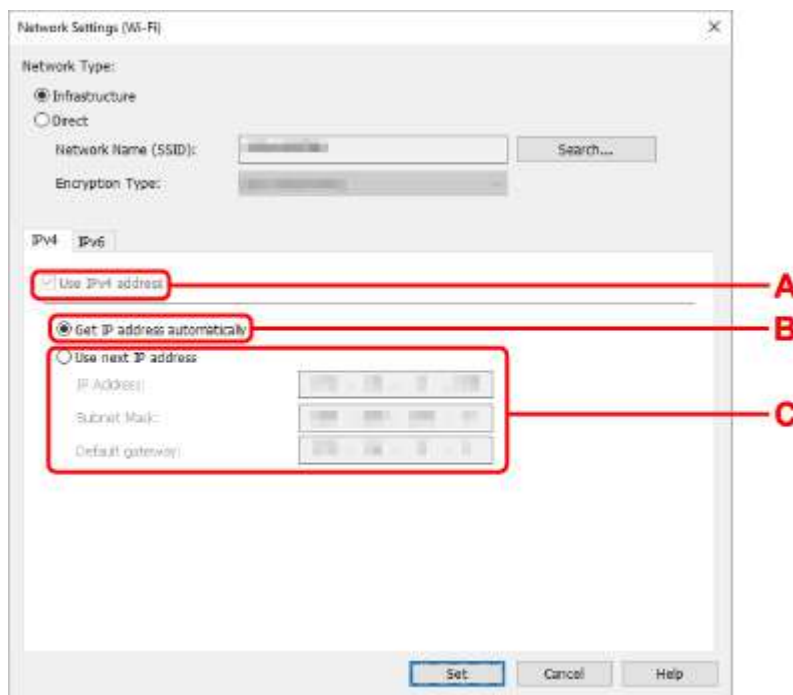 Network Settings (Wi-Fi)
Network Type:
Infrastructure
Direct
Network Name (SSID):
Search...
Encryption Type:
IPv4 IPv6
Use IPv4 address
A
Get IP address automatically
B
Use next IP address
IP Address:
Subnet Mask:
C
Default gateway:
Set Cancel Help